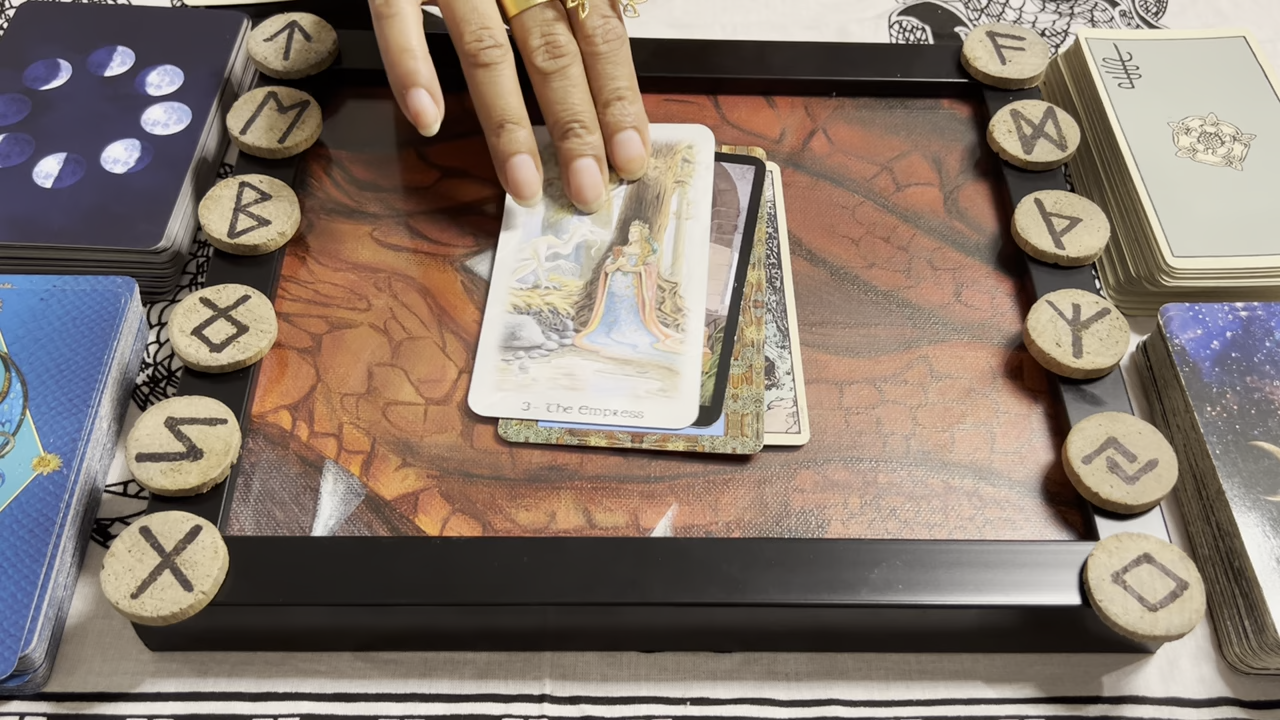 ᛏ
ᛖ
ᛒ
ᛟ
ᛊ
ᚷ
3 - The Empress
ᚨ
ᛞ
ᚦ
ᛉ
ᛃ
ᛜ